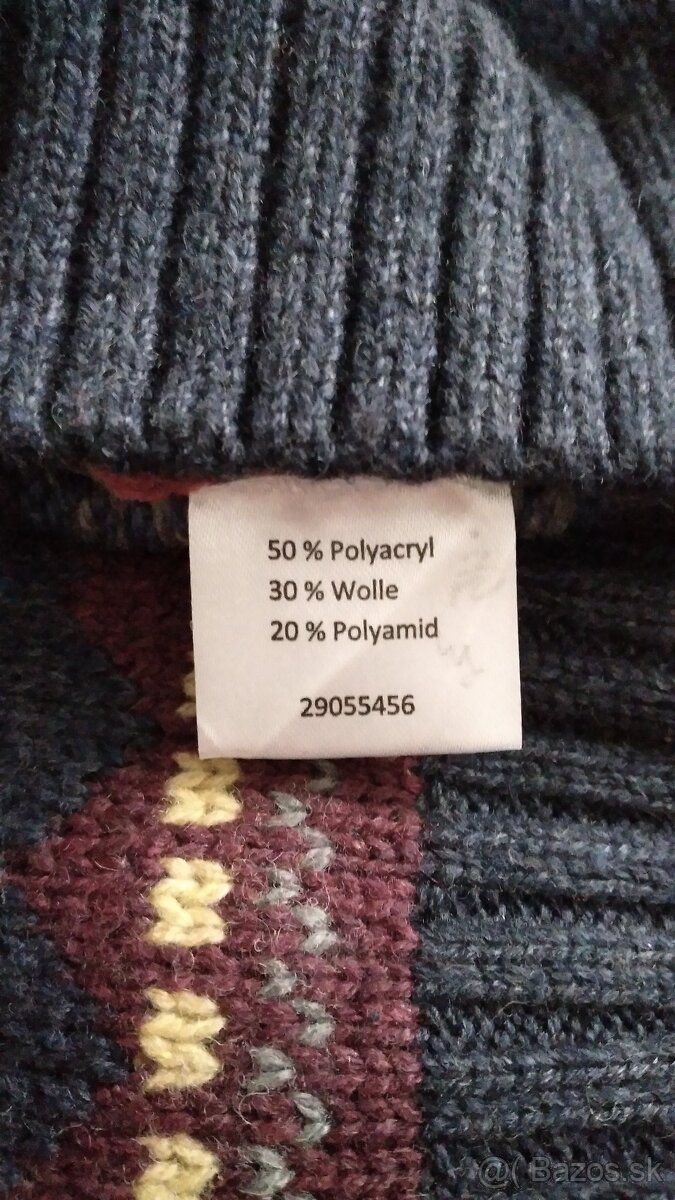 50 % Polyacryl
30 % Wolle
20 % Polyamid
29055456
@( Bazos.sk